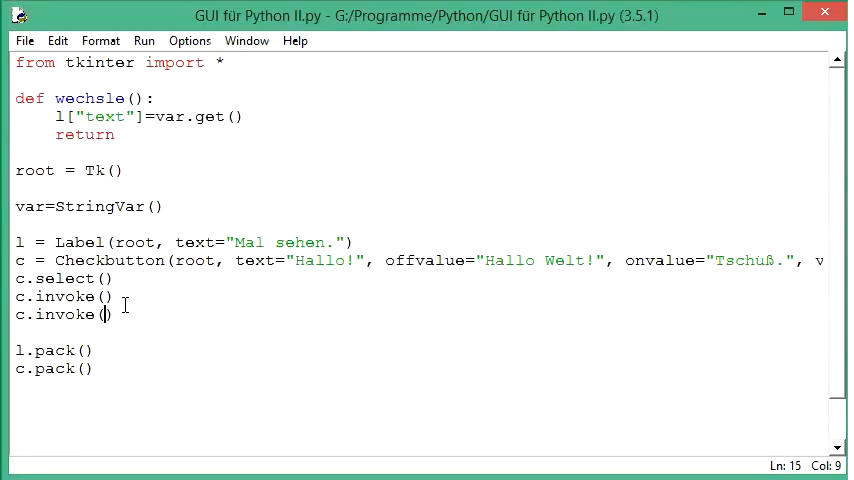 GUI für Python II.py - G:/Programme/Python/GUI für Python II.py (3.5.1)
File Edit Format Run Options Window Help
from tkinter import *
def wechsle():
    l["text"]=var.get()
    return
root = Tk()
var=StringVar()
l = Label(root, text="Mal sehen.")
c = Checkbutton(root, text="Hallo!", offvalue="Hallo Welt!", onvalue="Tschüß.", v
c.select()
c.invoke()
c.invoke()
l.pack()
c.pack()
Ln: 15 Col: 9